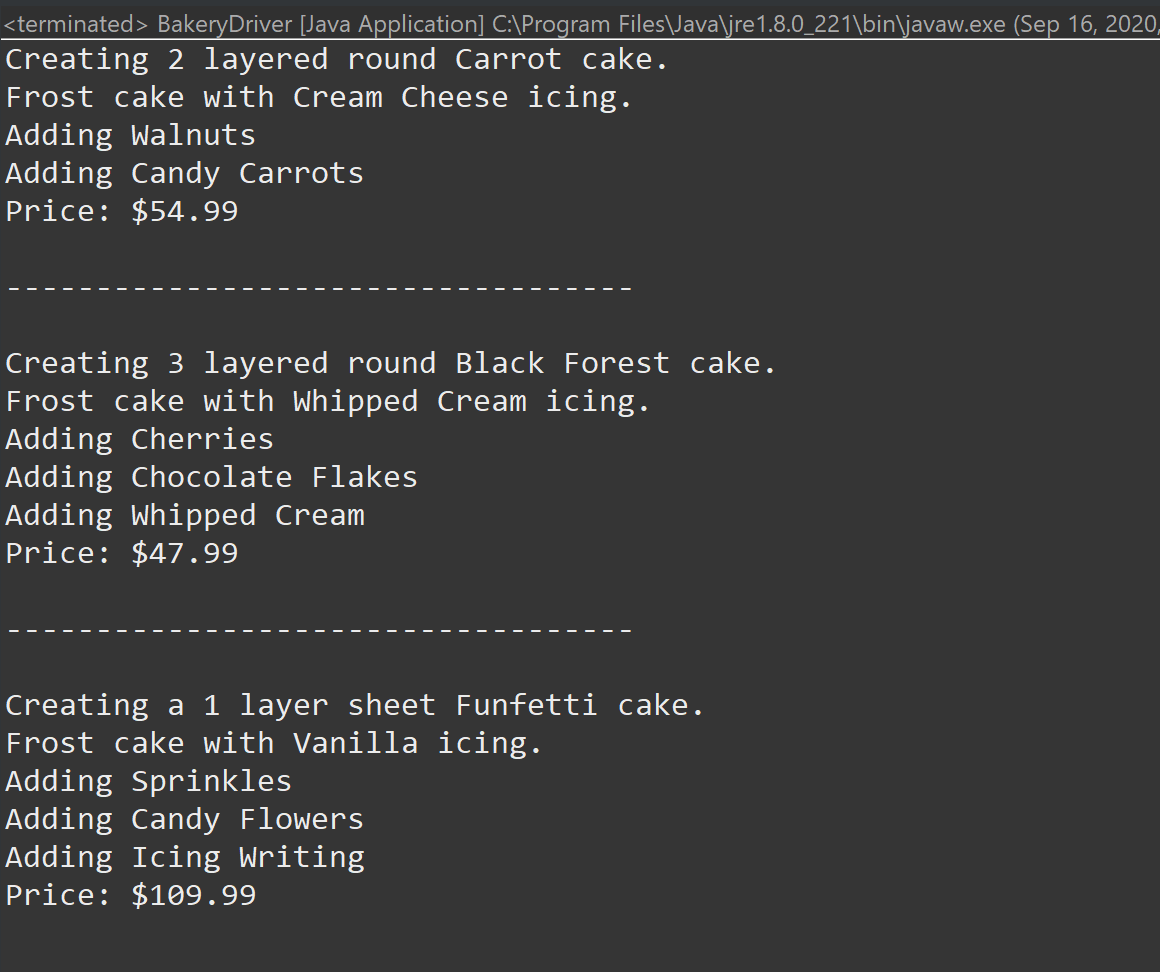 <terminated> BakeryDriver [Java Application] C:\Program Files\Java\jre1.8.0_221\bin\javaw.exe (Sep 16, 2020,
Creating 2 layered round Carrot cake.
Frost cake with Cream Cheese icing.
Adding Walnuts
Adding Candy Carrots
Price: $54.99
-----------------------------------
Creating 3 layered round Black Forest cake.
Frost cake with Whipped Cream icing.
Adding Cherries
Adding Chocolate Flakes
Adding Whipped Cream
Price: $47.99
-----------------------------------
Creating a 1 layer sheet Funfetti cake.
Frost cake with Vanilla icing.
Adding Sprinkles
Adding Candy Flowers
Adding Icing Writing
Price: $109.99